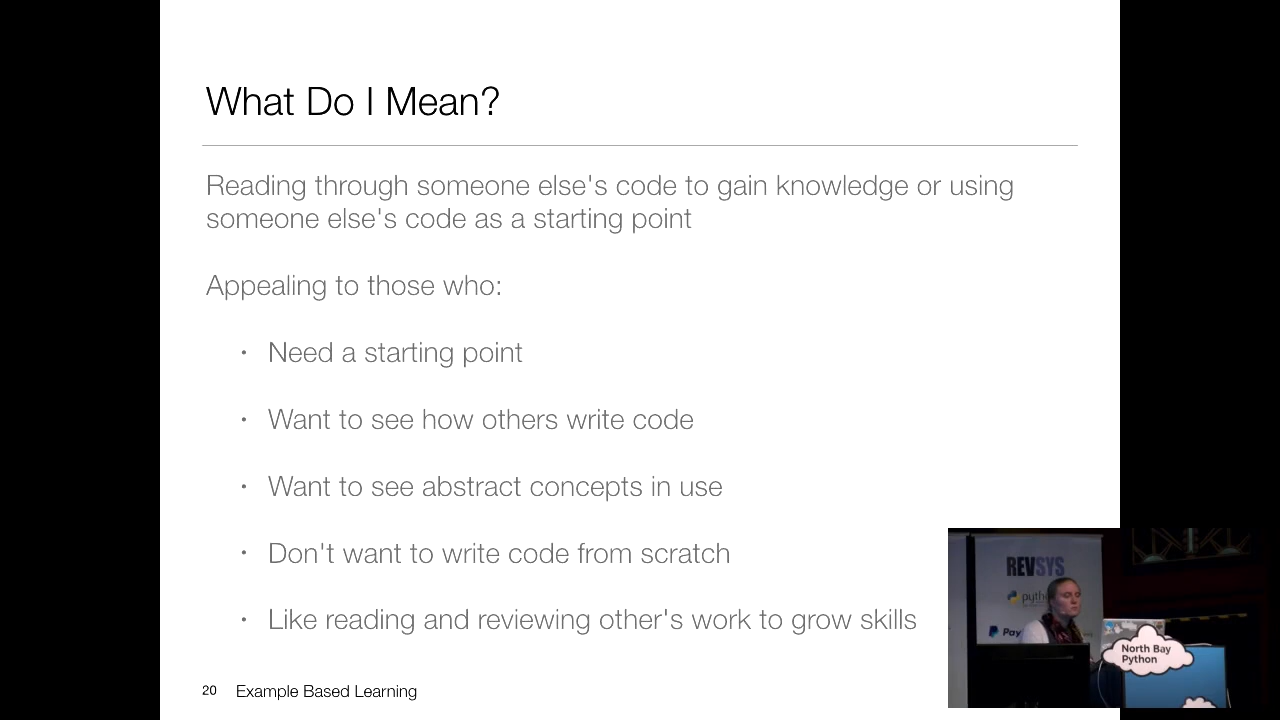 What Do I Mean?
Reading through someone else's code to gain knowledge or using
someone else's code as a starting point
Appealing to those who:
• Need a starting point
• Want to see how others write code
• Want to see abstract concepts in use
• Don't want to write code from scratch
• Like reading and reviewing other's work to grow skills
20 Example Based Learning
REVSYS
North Bay
Python